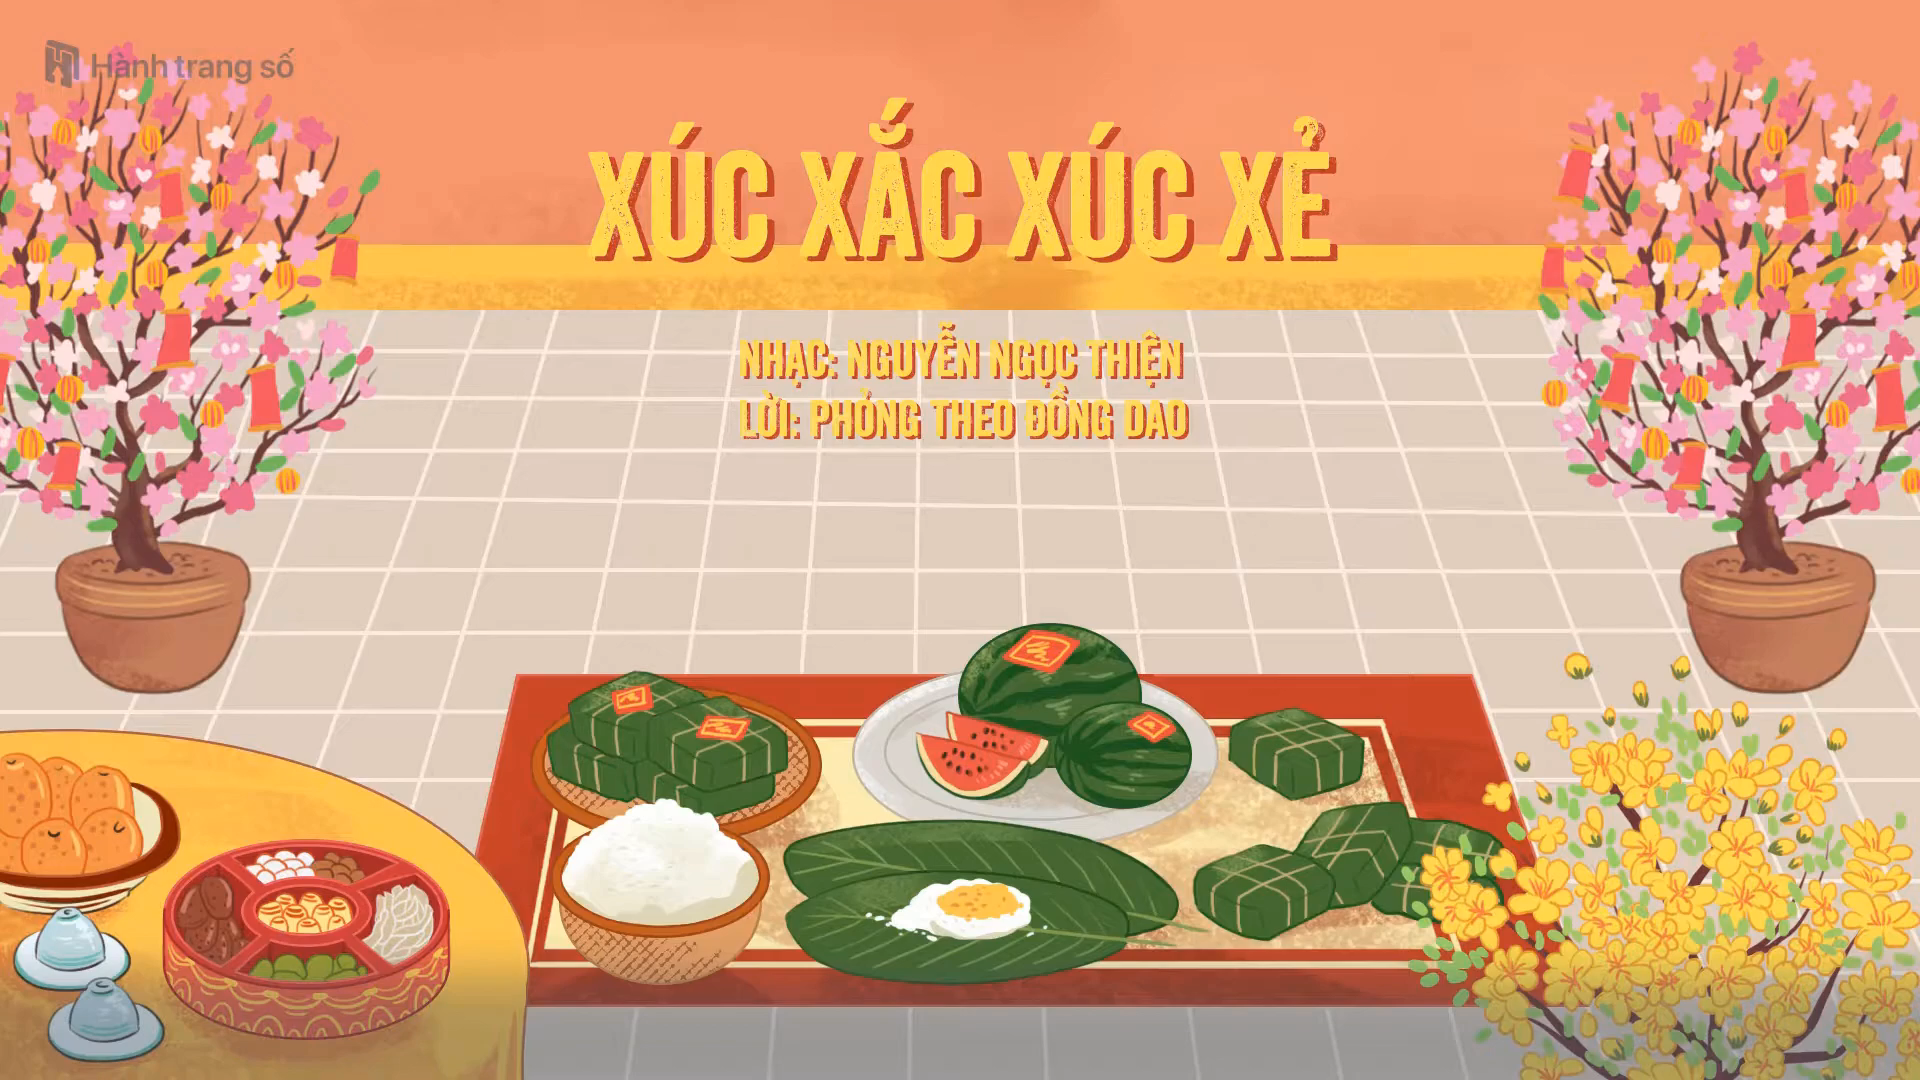 Hành trang số
XÚC XẮC XÚC XẺ
NHẠC: NGUYỄN NGỌC THIỆN
LỜI: PHỎNG THEO ĐỒNG DAO